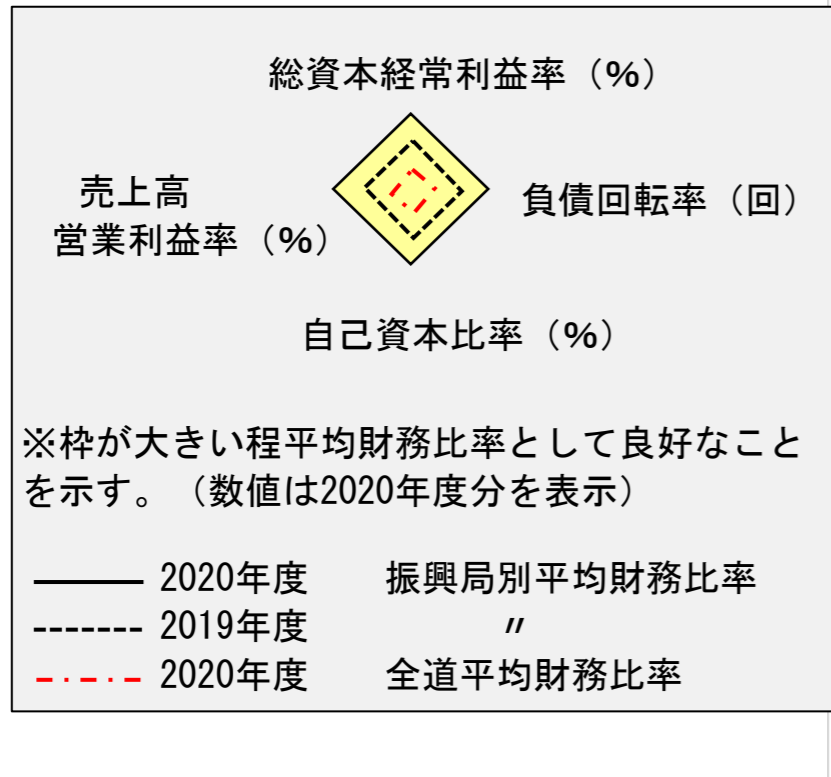 総資本経常利益率（%）
売上高
営業利益率（%）
負債回転率（回）
自己資本比率（%）
※枠が大きい程平均財務比率として良好なこと
を示す。（数値は2020年度分を表示）
2020年度 振興局別平均財務比率
2019年度 〃
2020年度 全道平均財務比率